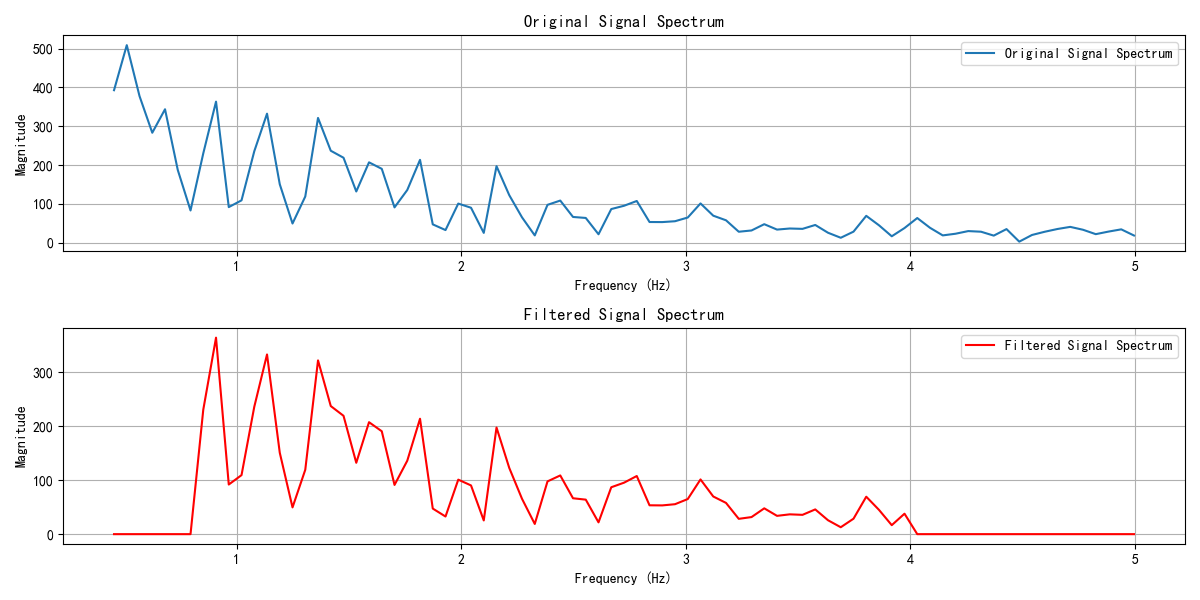 Original Signal Spectrum
500
400
300
200
100
0
Magnitude
Original Signal Spectrum
1
2
3
4
5
Frequency (Hz)
Filtered Signal Spectrum
300
200
100
0
Magnitude
Filtered Signal Spectrum
1
2
3
4
5
Frequency (Hz)